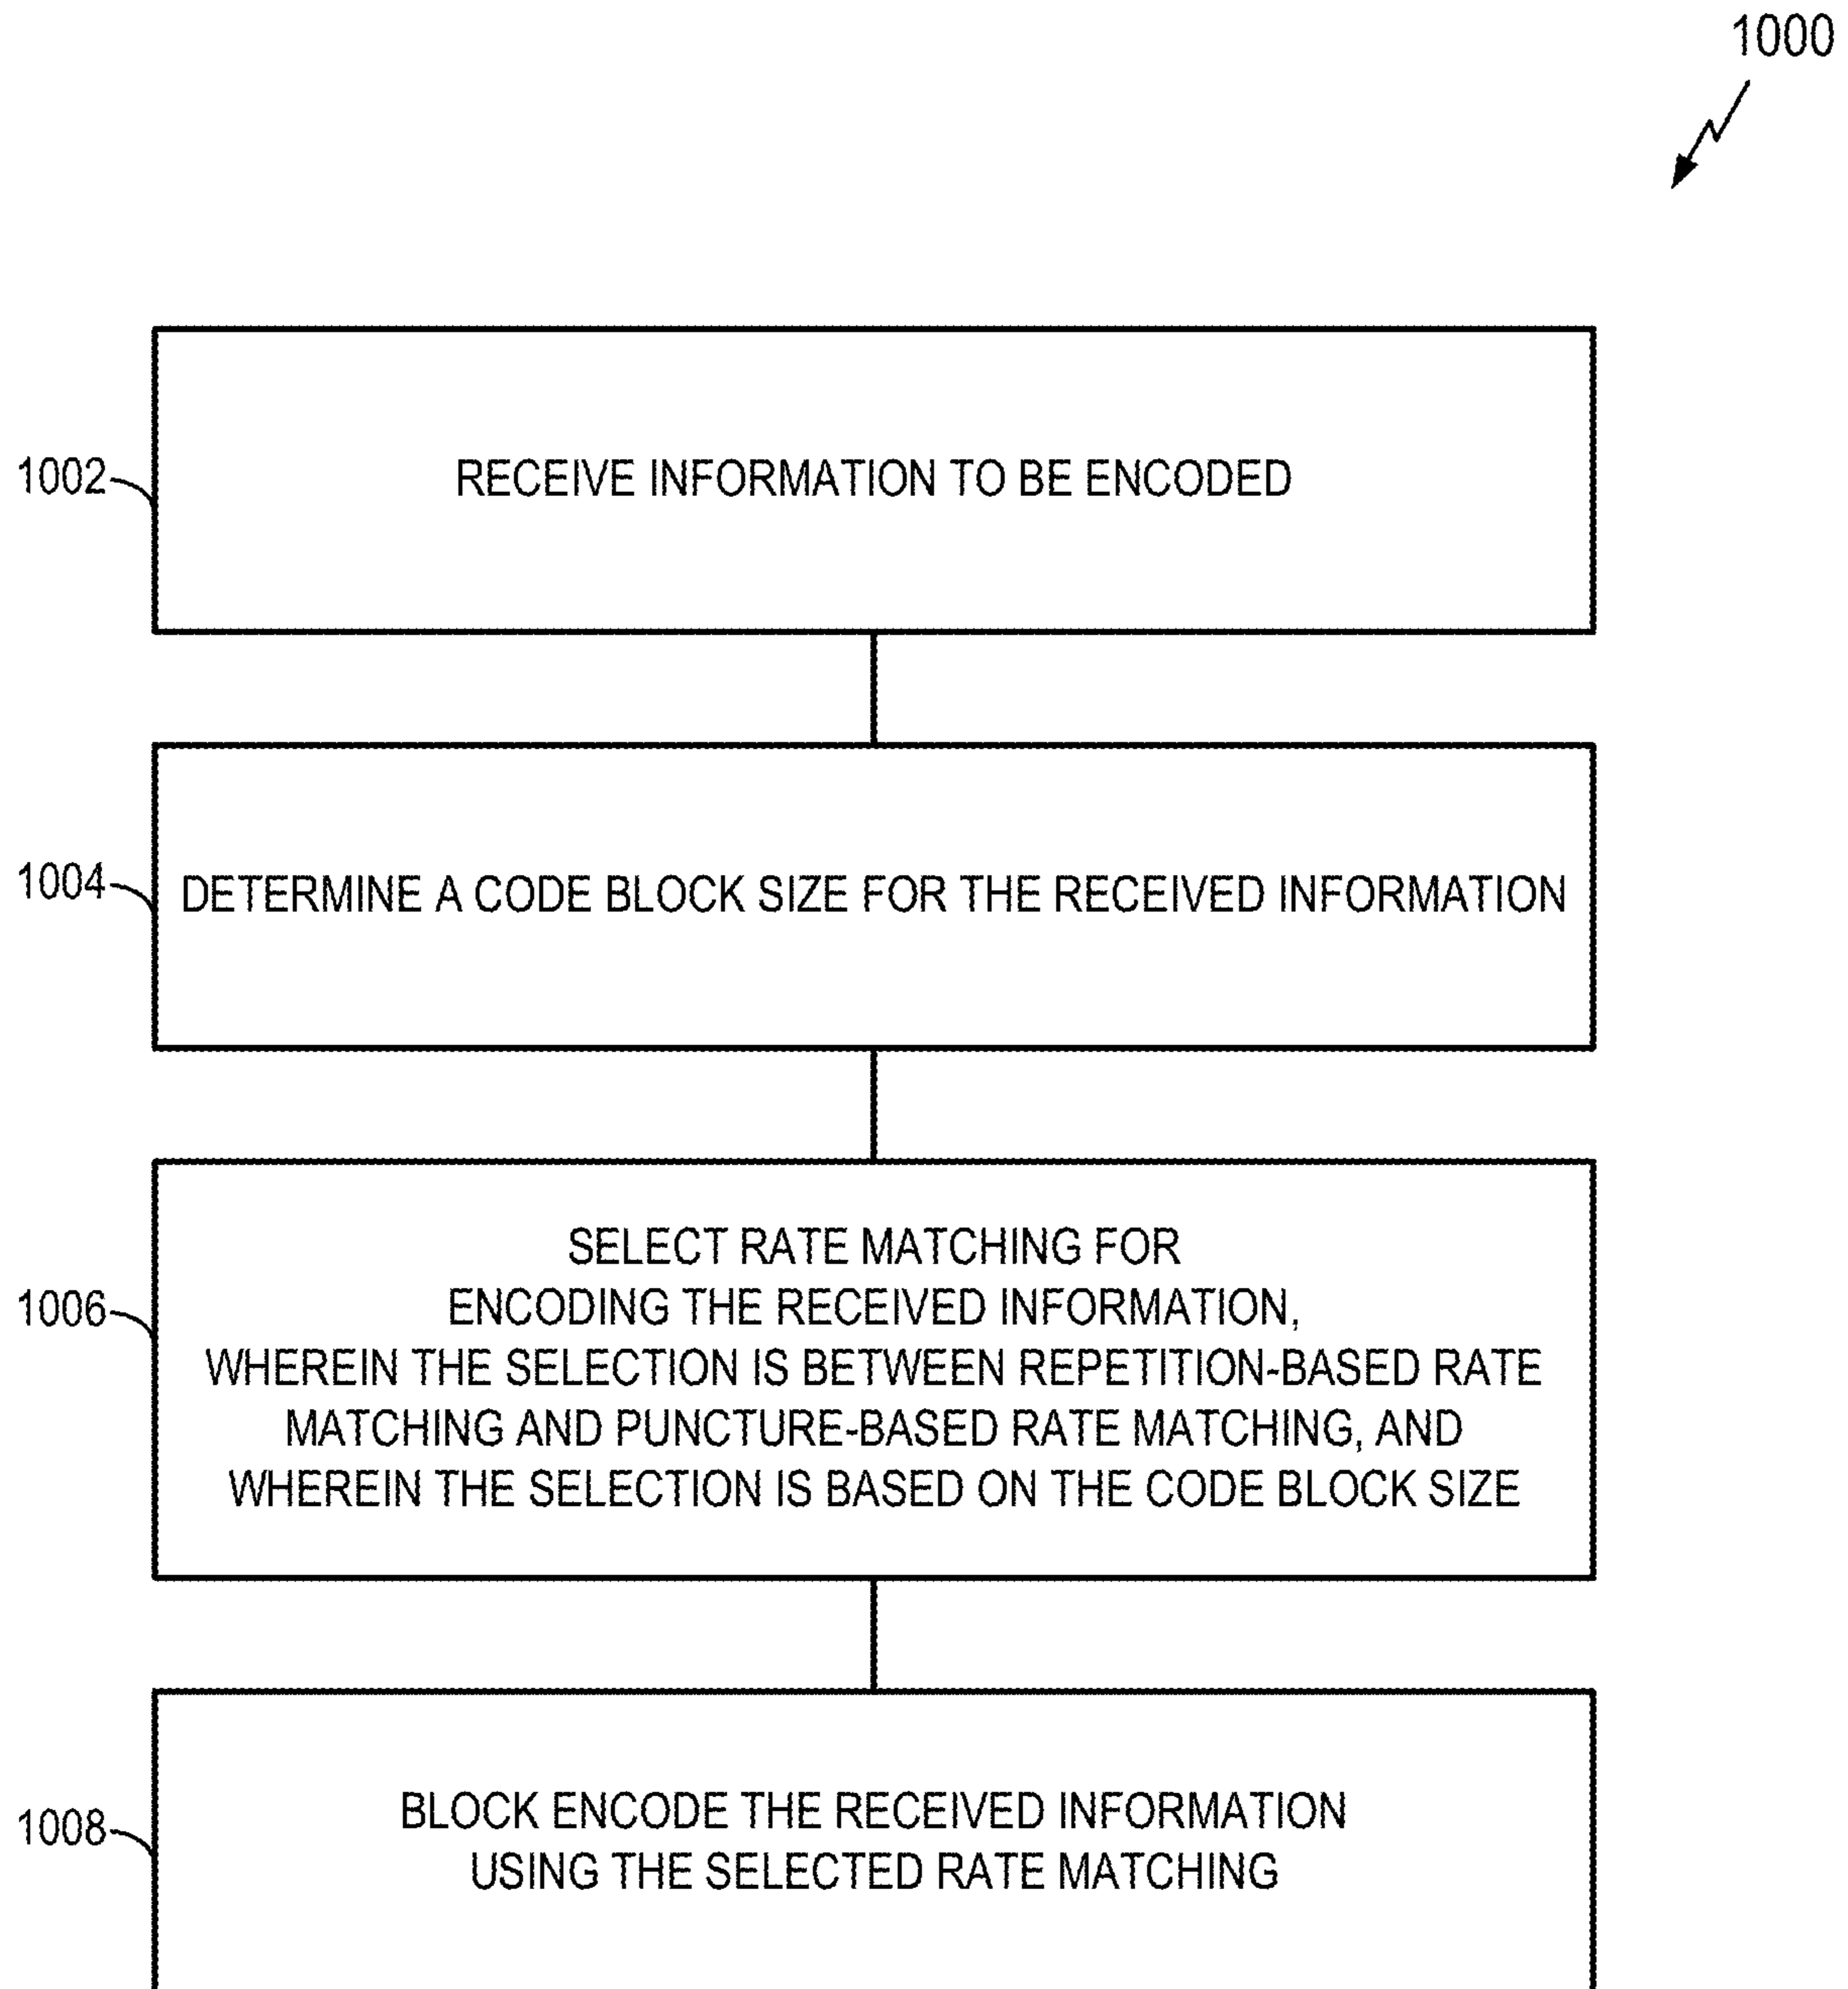 1000
1002
RECEIVE INFORMATION TO BE ENCODED
1004
DETERMINE A CODE BLOCK SIZE FOR THE RECEIVED INFORMATION
1006
SELECT RATE MATCHING FOR
ENCODING THE RECEIVED INFORMATION,
WHEREIN THE SELECTION IS BETWEEN REPETITION-BASED RATE
MATCHING AND PUNCTURE-BASED RATE MATCHING, AND
WHEREIN THE SELECTION IS BASED ON THE CODE BLOCK SIZE
1008
BLOCK ENCODE THE RECEIVED INFORMATION
USING THE SELECTED RATE MATCHING